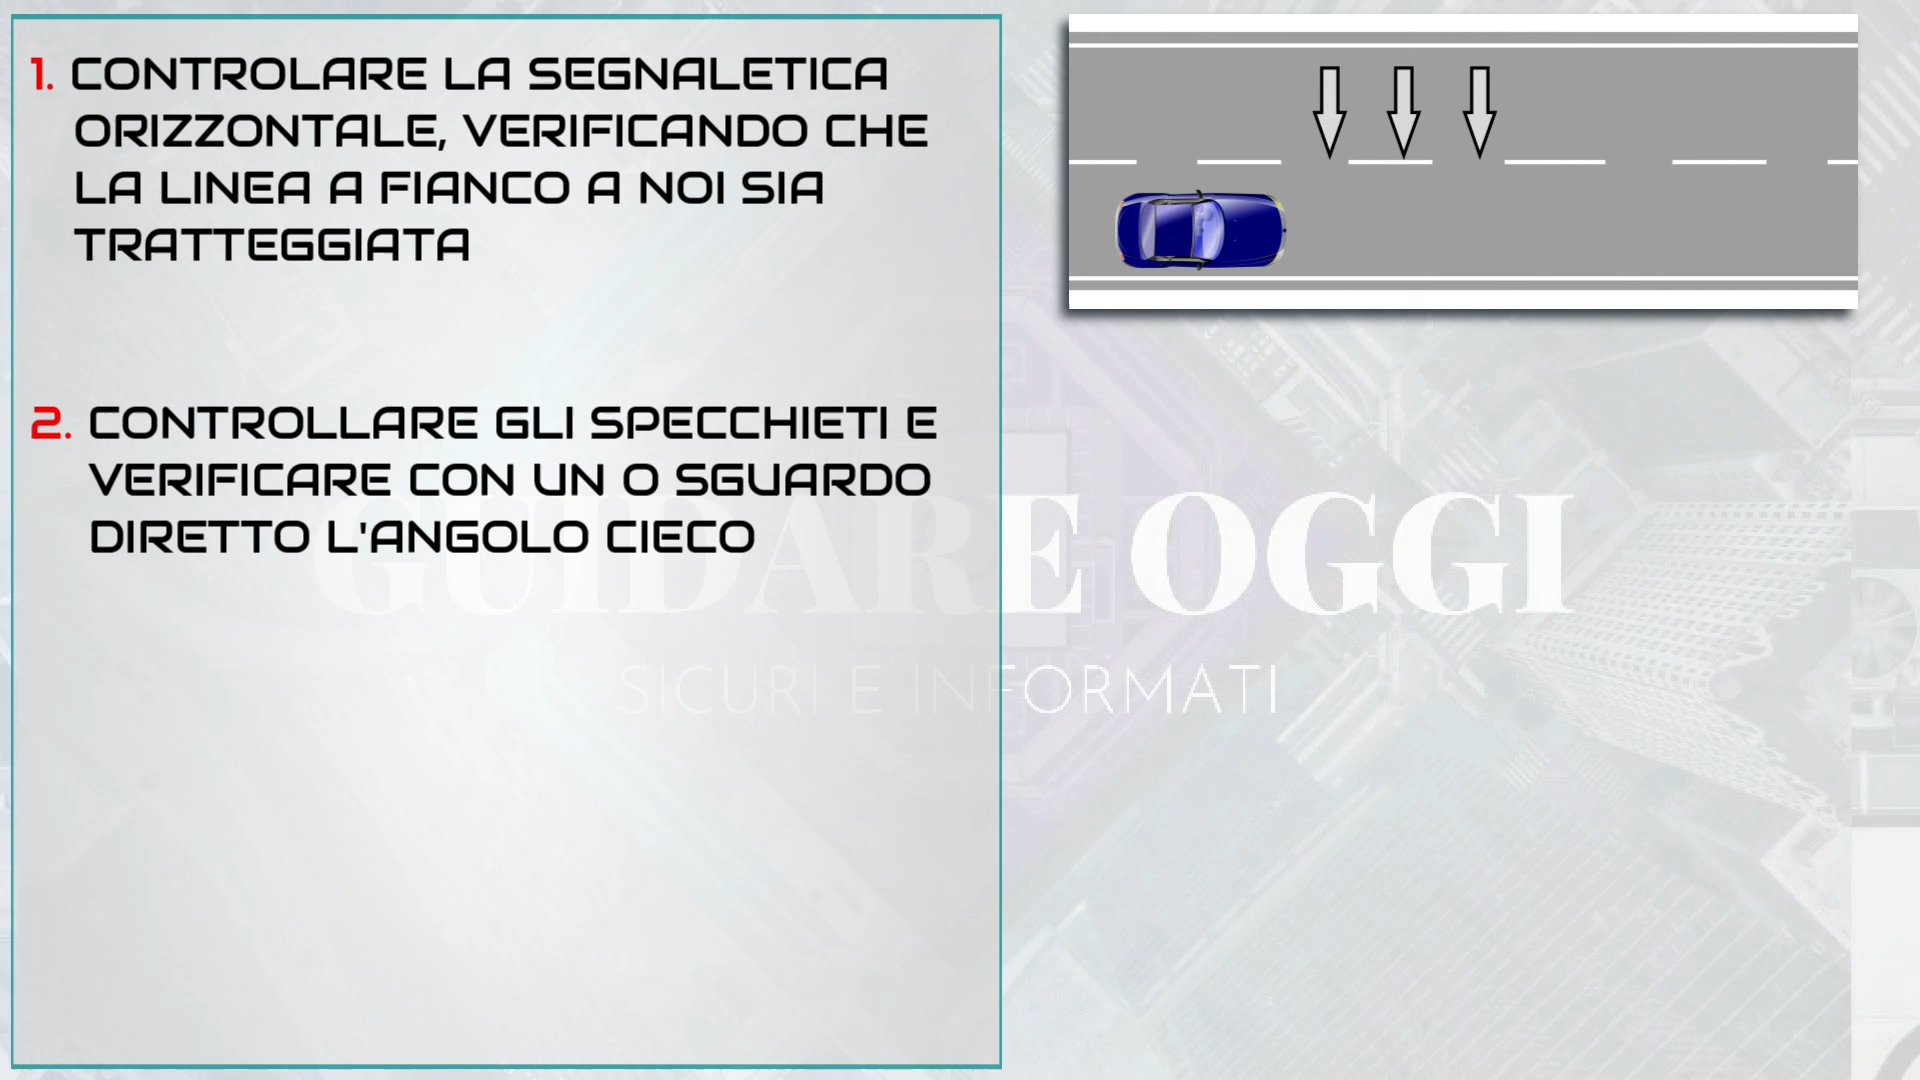 1. CONTROLARE LA SEGNALETICA
ORIZZONTALE, VERIFICANDO CHE
LA LINEA A FIANCO A NOI SIA
TRATTEGGIATA
2. CONTROLLARE GLI SPECCHIETI E
VERIFICARE CON UN O SGUARDO
DIRETTO L'ANGOLO CIECO
GUIDARE OGGI
SICURI E INFORMATI